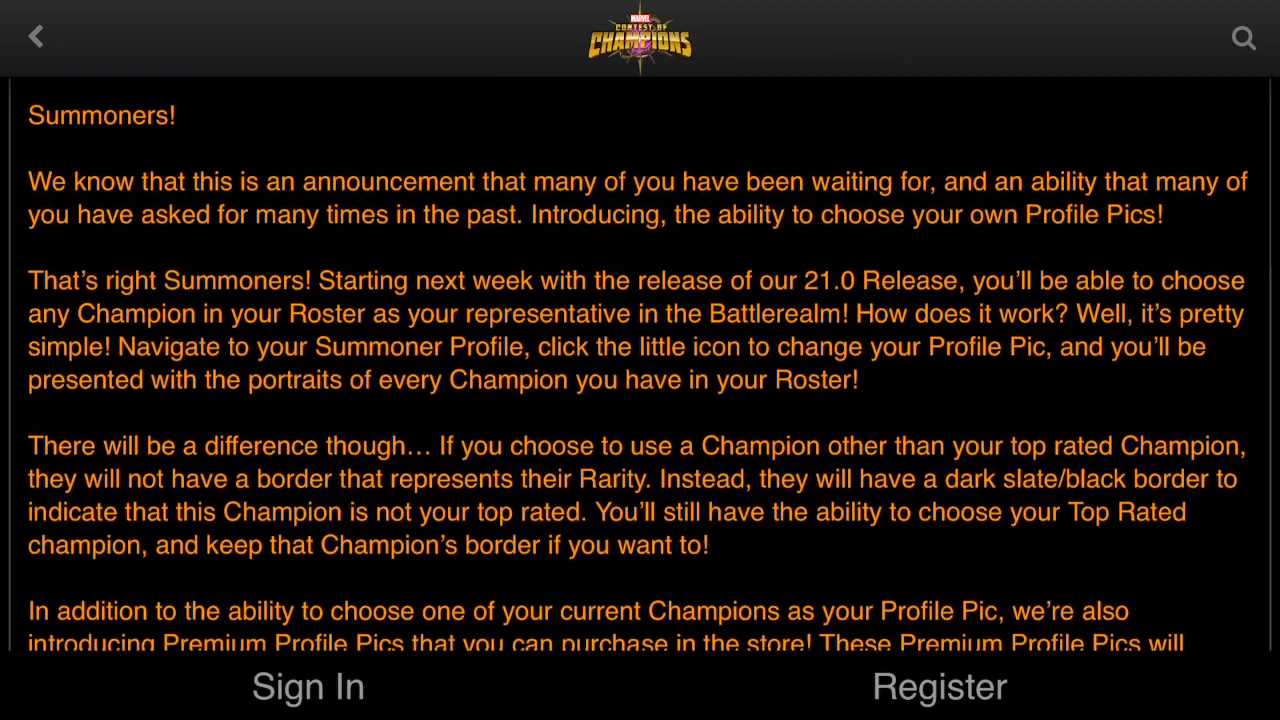 MARVEL
CONTEST OF
CHAMPIONS
Summoners!
We know that this is an announcement that many of you have been waiting for, and an ability that many of
you have asked for many times in the past. Introducing, the ability to choose your own Profile Pics!
That’s right Summoners! Starting next week with the release of our 21.0 Release, you’ll be able to choose
any Champion in your Roster as your representative in the Battlerealm! How does it work? Well, it’s pretty
simple! Navigate to your Summoner Profile, click the little icon to change your Profile Pic, and you’ll be
presented with the portraits of every Champion you have in your Roster!
There will be a difference though… If you choose to use a Champion other than your top rated Champion,
they will not have a border that represents their Rarity. Instead, they will have a dark slate/black border to
indicate that this Champion is not your top rated. You’ll still have the ability to choose your Top Rated
champion, and keep that Champion’s border if you want to!
In addition to the ability to choose one of your current Champions as your Profile Pic, we’re also
introducing Premium Profile Pics that you can purchase in the store! These Premium Profile Pics will
Sign In
Register